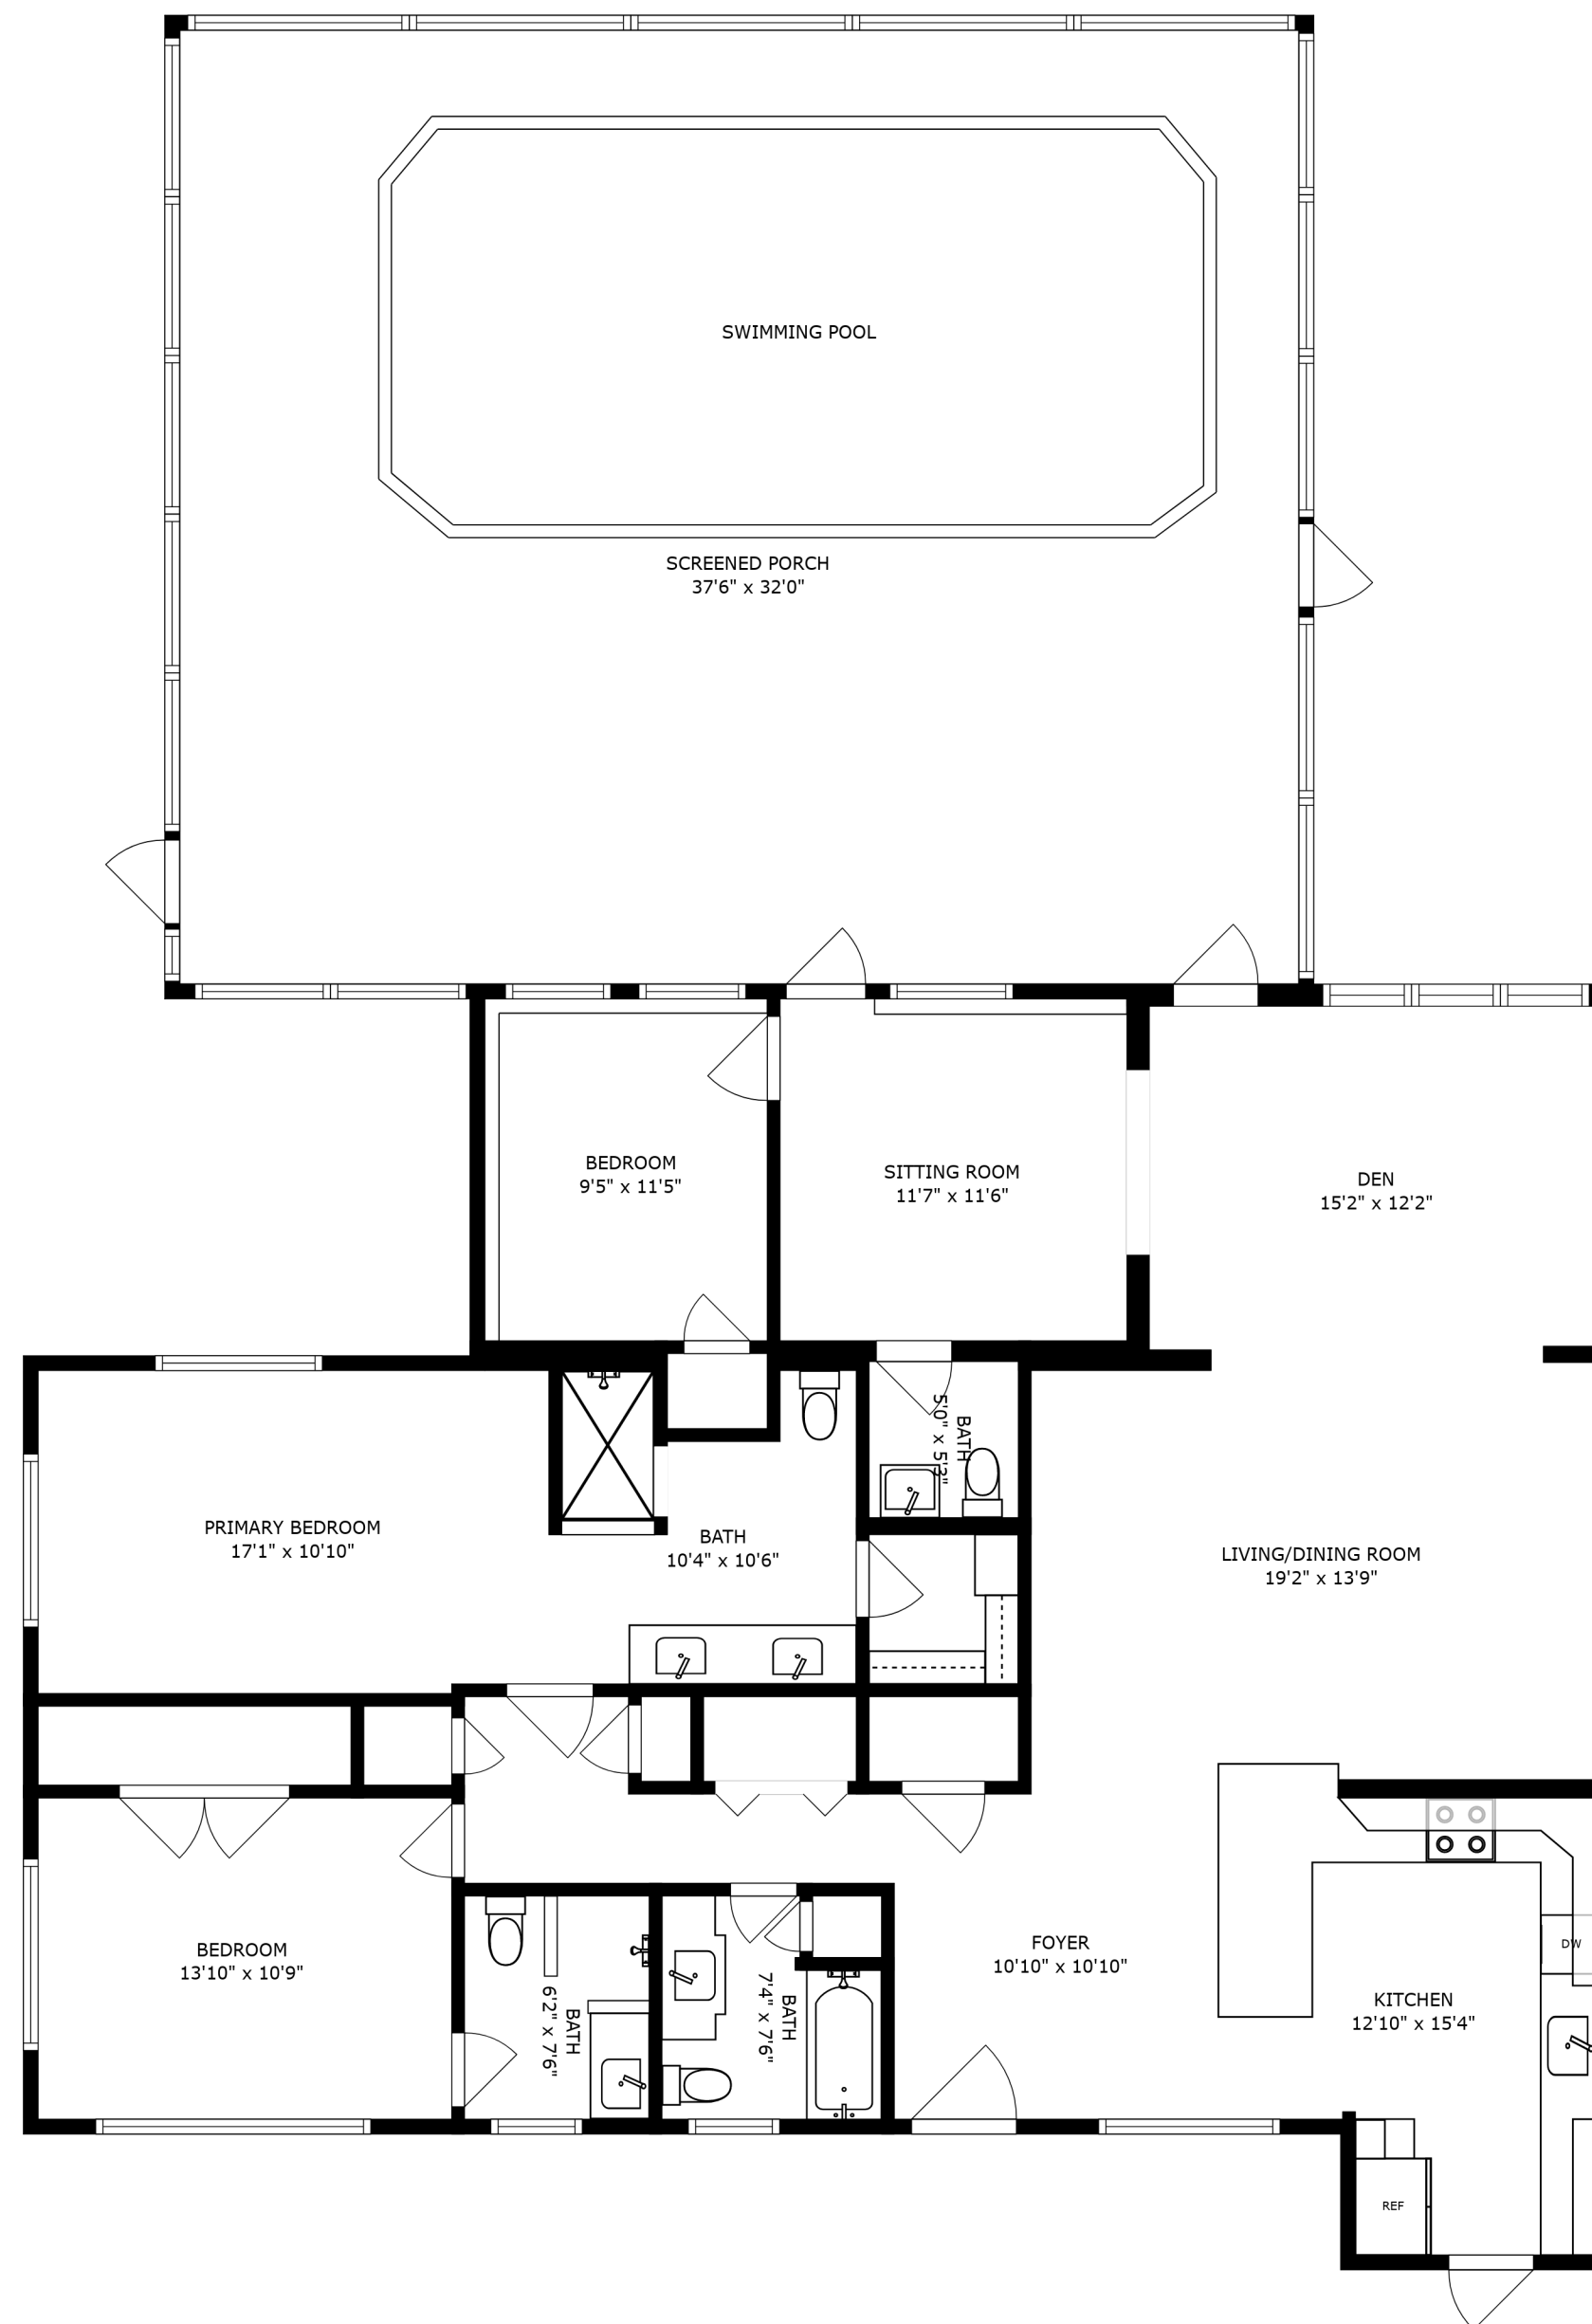 SWIMMING POOL
SCREENED PORCH
37'6" x 32'0"
BEDROOM
9'5" x 11'5"
SITTING ROOM
11'7" x 11'6"
DEN
15'2" x 12'2"
BATH
5'0" x 5'3"
PRIMARY BEDROOM
17'1" x 10'10"
BATH
10'4" x 10'6"
LIVING/DINING ROOM
19'2" x 13'9"
BEDROOM
13'10" x 10'9"
BATH
6'2" x 7'6"
BATH
7'4" x 7'6"
FOYER
10'10" x 10'10"
DW
KITCHEN
12'10" x 15'4"
REF